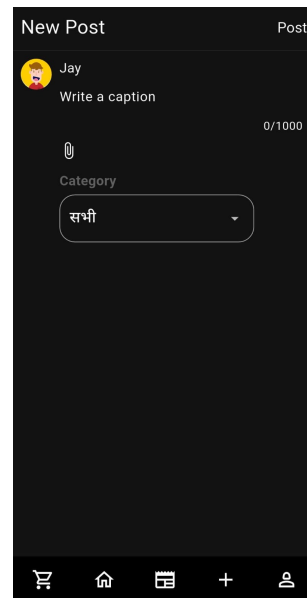 New Post
Post
Jay
Write a caption
0/1000
Category
सभी